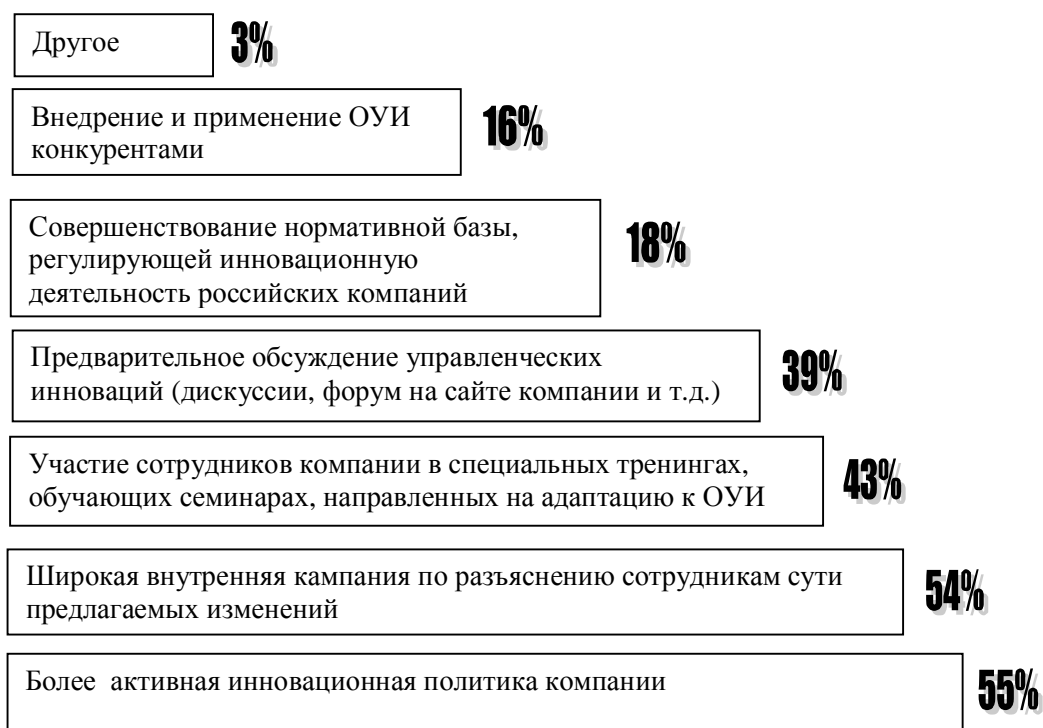 Другое
3%
Внедрение и применение ОУИ
конкурентами
16%
Совершенствование нормативной базы,
регулирующей инновационную
деятельность российских компаний
18%
Предварительное обсуждение управленческих
инноваций (дискуссии, форум на сайте компании и т.д.)
39%
Участие сотрудников компании в специальных тренингах,
обучающих семинарах, направленных на адаптацию к ОУИ
43%
Широкая внутренняя кампания по разъяснению сотрудникам сути
предлагаемых изменений
54%
Более активная инновационная политика компании
55%